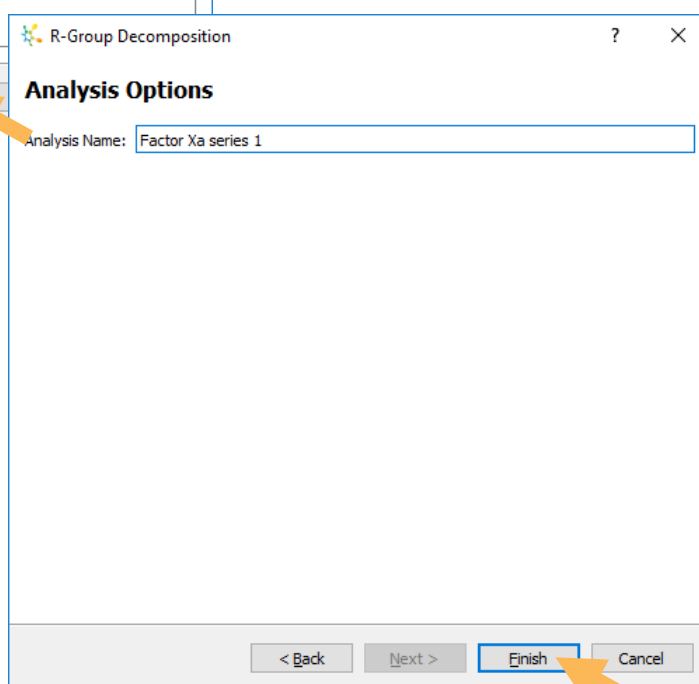 R-Group Decomposition ? ×
Analysis Options
Analysis Name: Factor Xa series 1
< Back Next > Finish Cancel